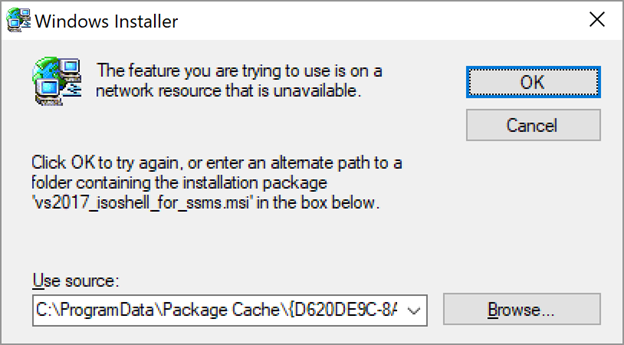 Windows Installer
The feature you are trying to use is on a
network resource that is unavailable.
OK
Cancel
Click OK to try again, or enter an alternate path to a
folder containing the installation package
'vs2017_isoshell_for_ssms.msi' in the box below.
Use source:
C:\ProgramData\Package Cache\{D620DE9C-8A
Browse...